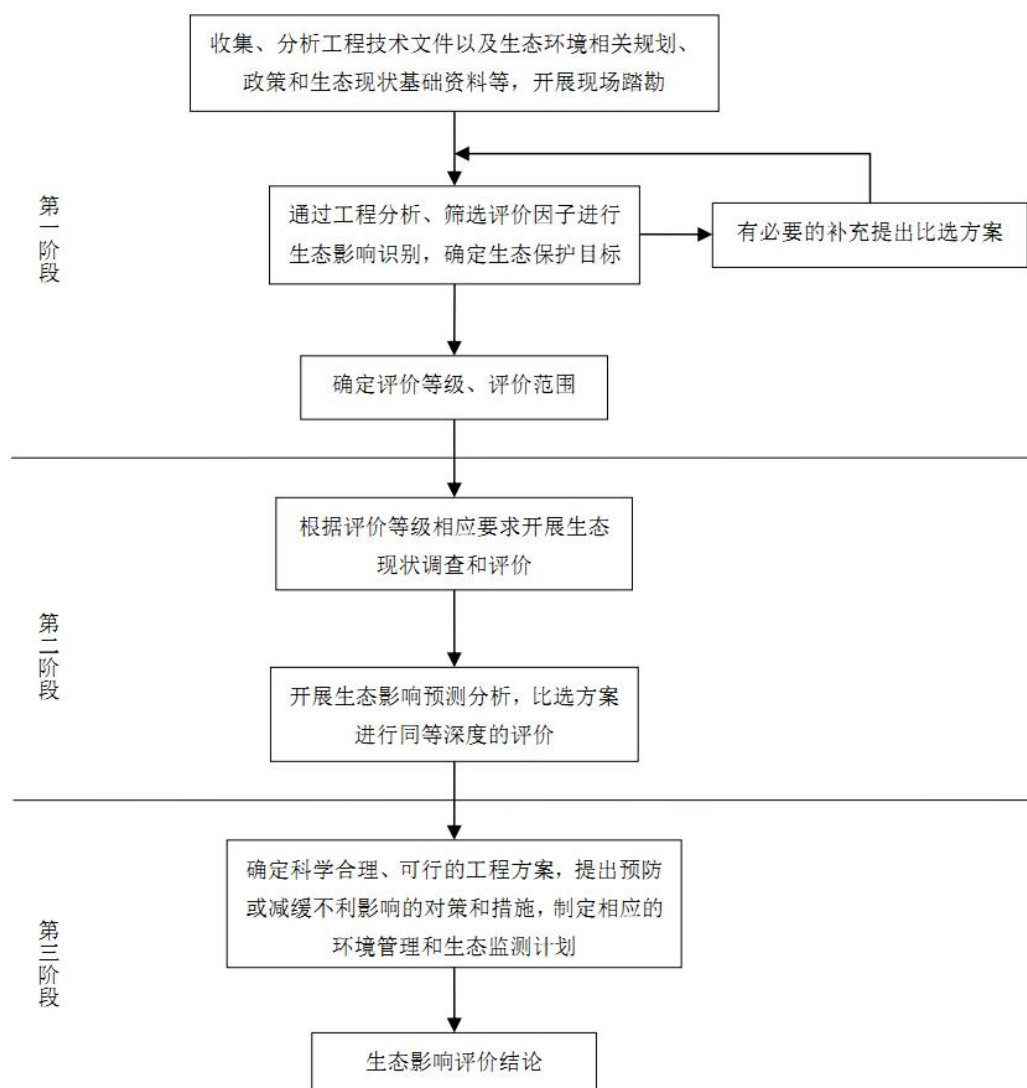 收集、分析工程技术文件以及生态环境相关规划、
政策和生态现状基础资料等，开展现场踏勘
第一阶段
通过工程分析、筛选评价因子进行
生态影响识别，确定生态保护目标
有必要的补充提出比选方案
确定评价等级、评价范围
第二阶段
根据评价等级相应要求开展生态
现状调查和评价
开展生态影响预测分析，比选方案
进行同等深度的评价
第三阶段
确定科学合理、可行的工程方案，提出预防
或减缓不利影响的对策和措施，制定相应的
环境管理和生态监测计划
生态影响评价结论